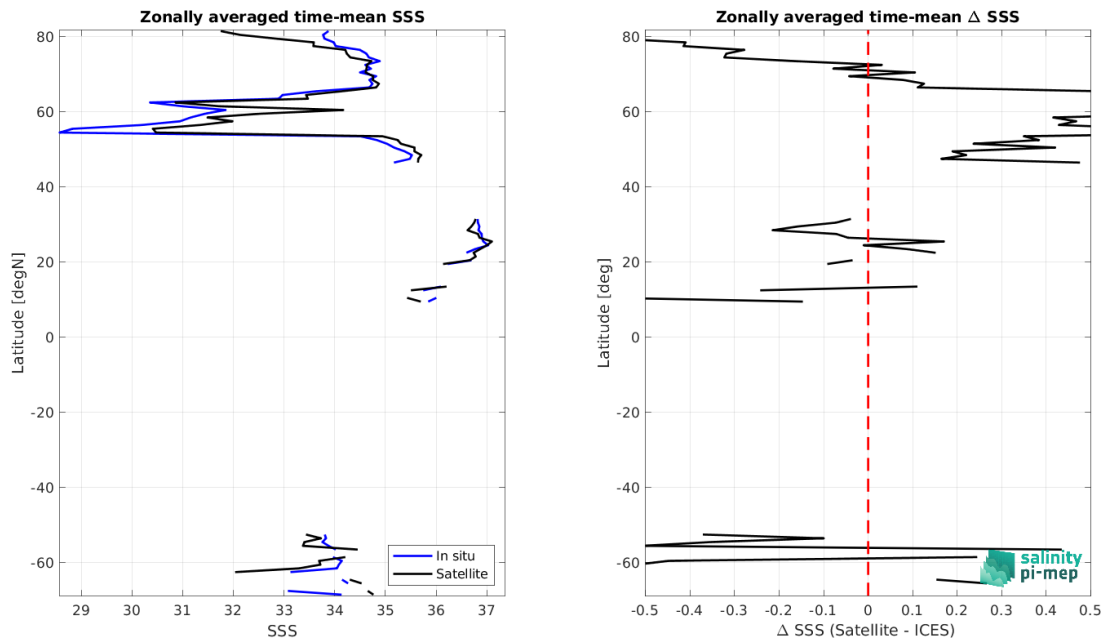 Zonally averaged time-mean SSS
80
60
40
20
0
-20
-40
-60
29 30 31 32 33 34 35 36 37
Latitude [degN]
SSS
In situ
Satellite
Zonally averaged time-mean Δ SSS
80
60
40
20
0
-20
-40
-60
-0.5 -0.4 -0.3 -0.2 -0.1 0 0.1 0.2 0.3 0.4 0.5
Latitude [deg]
Δ SSS (Satellite - ICES)
salinity
pi-mep